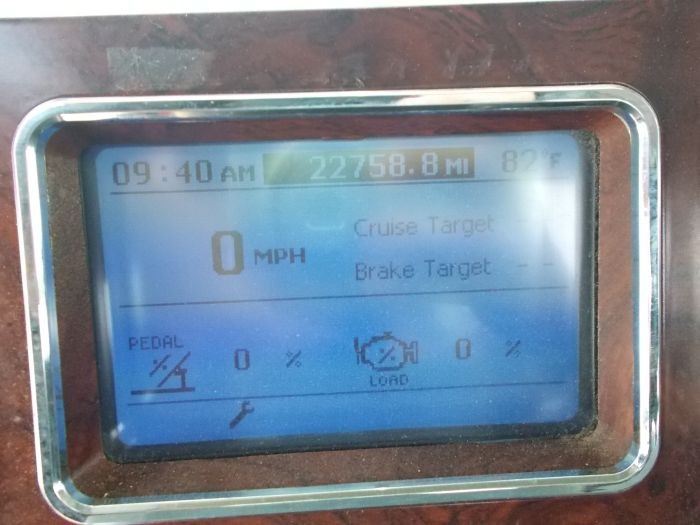 09:40 AM 22758.8 MI 82°F
0 MPH
Cruise Target - -
Brake Target - -
PEDAL
% 0 %
% 0 %
LOAD